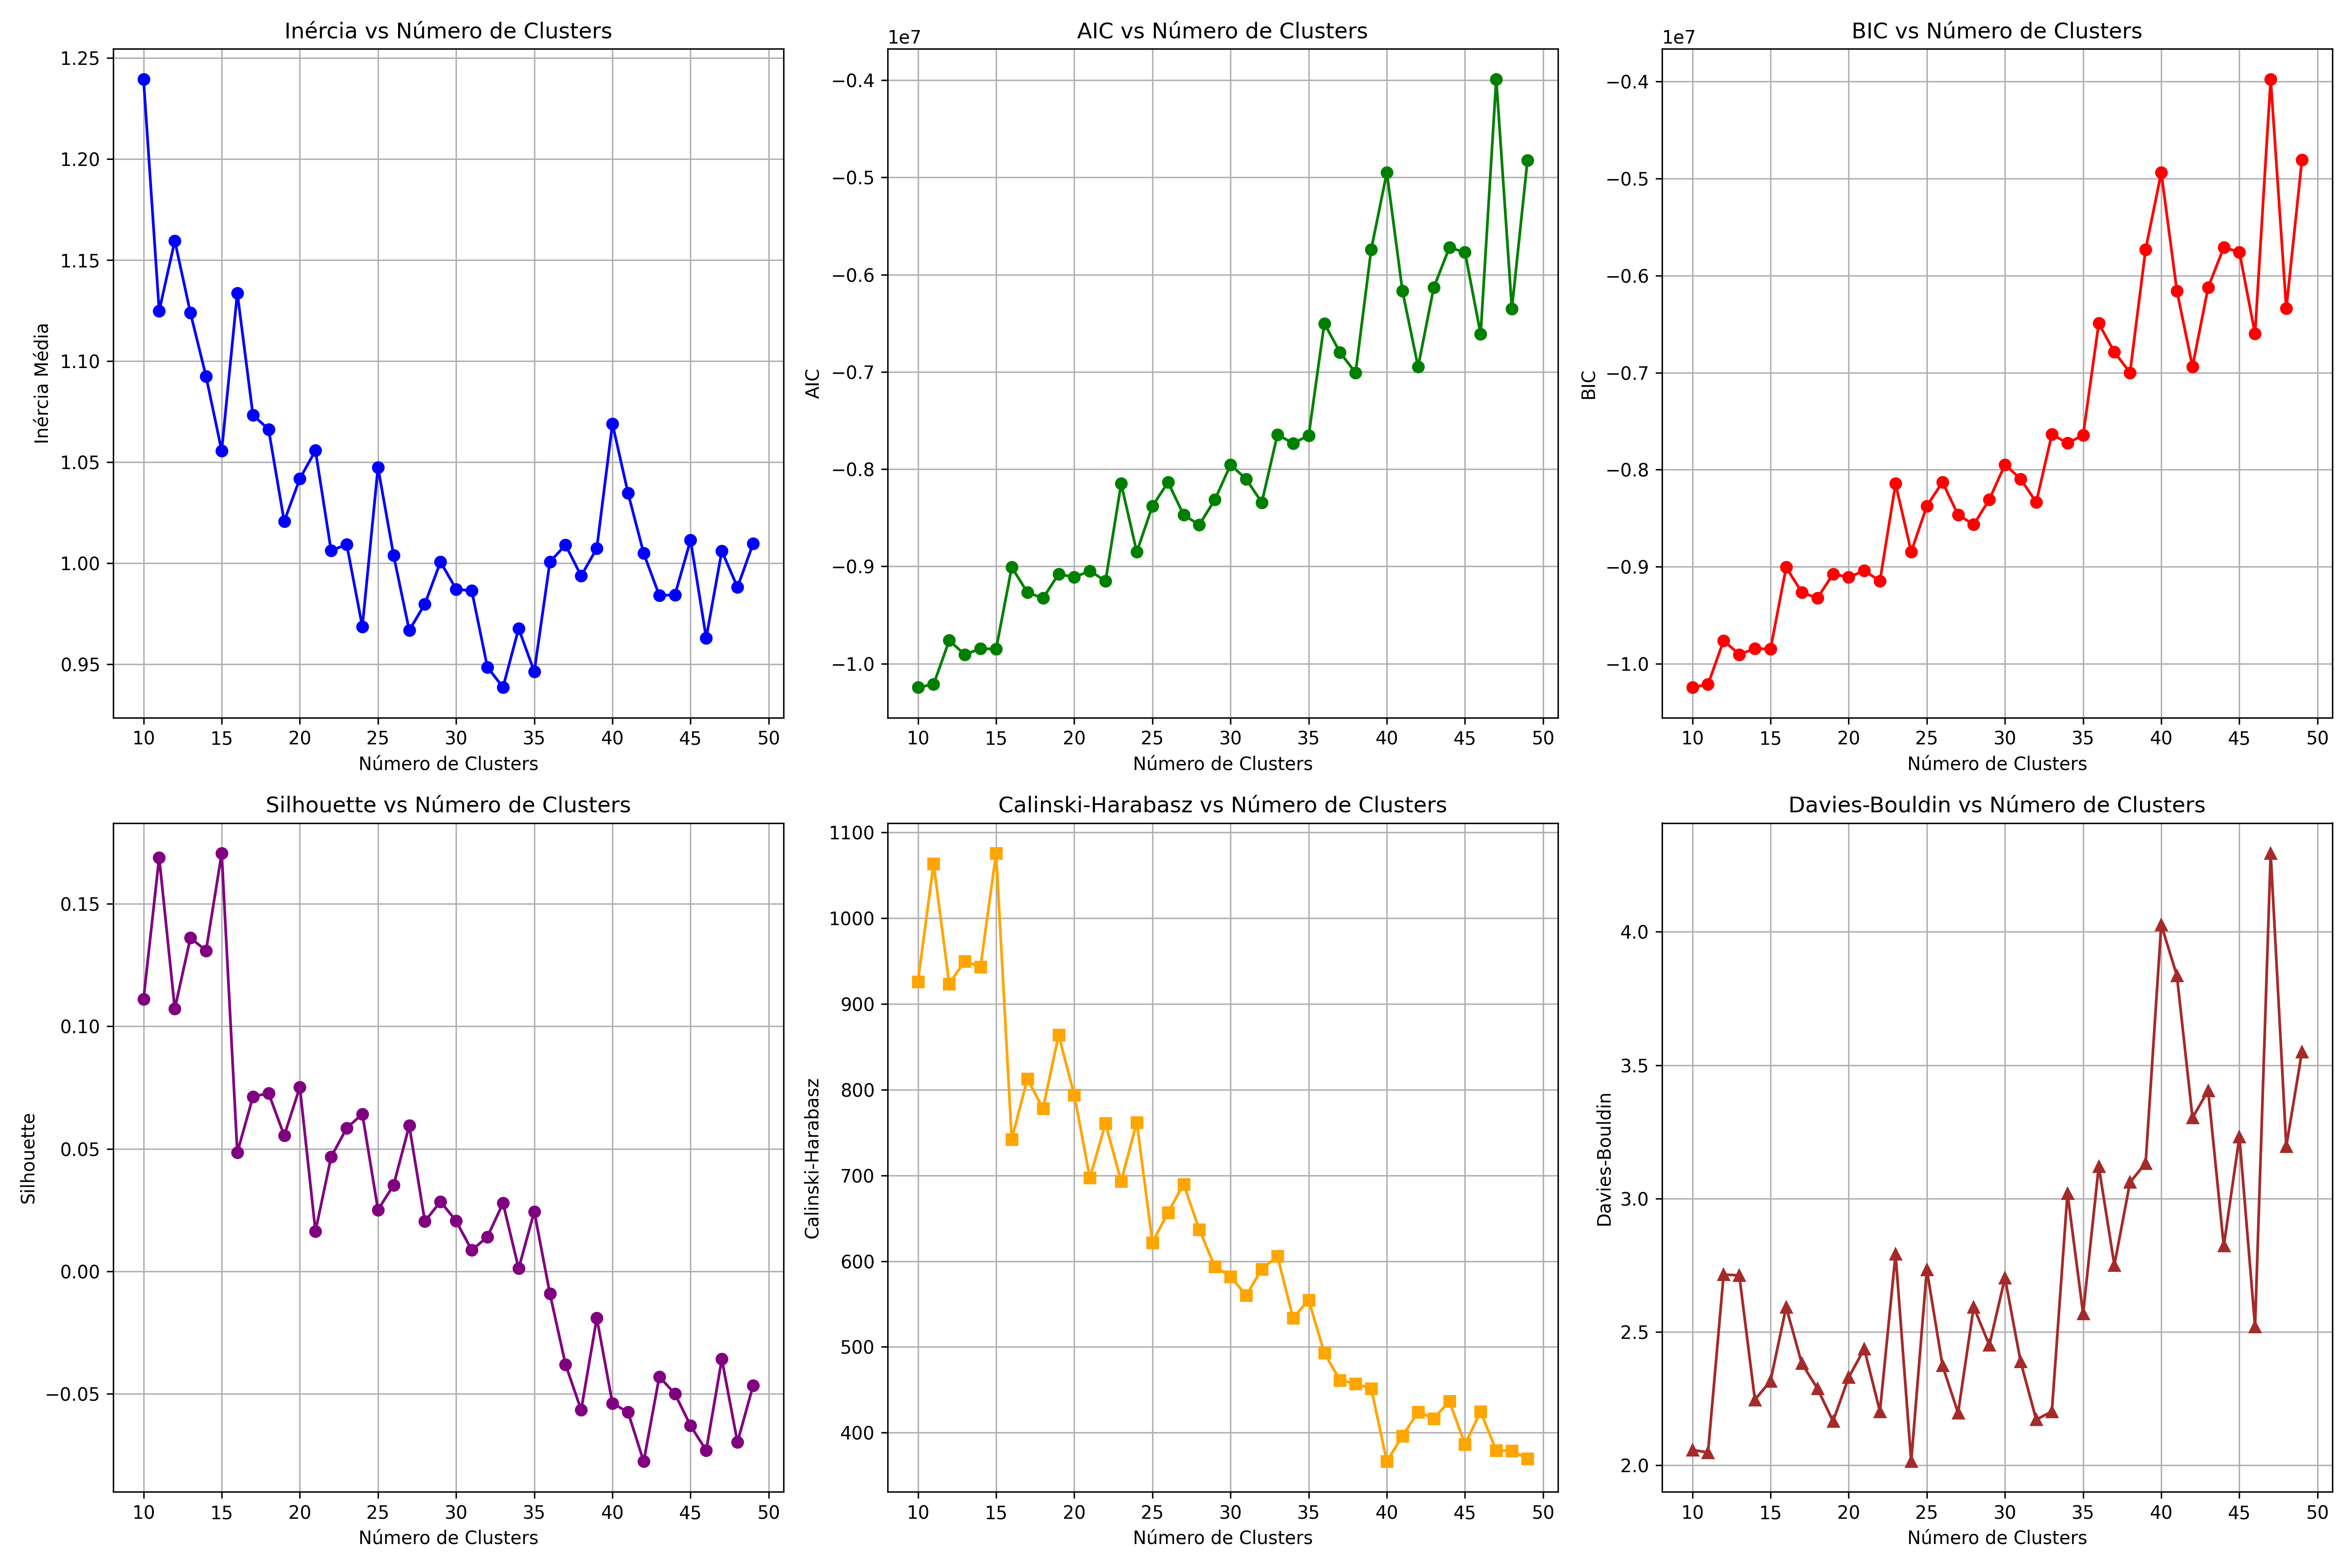 Inércia vs Número de Clusters
1.25
1.20
1.15
1.10
1.05
1.00
0.95
Inércia Média
10 15 20 25 30 35 40 45 50
Número de Clusters
AIC vs Número de Clusters
1e7
−0.4
−0.5
−0.6
−0.7
−0.8
−0.9
−1.0
AIC
10 15 20 25 30 35 40 45 50
Número de Clusters
BIC vs Número de Clusters
1e7
−0.4
−0.5
−0.6
−0.7
−0.8
−0.9
−1.0
BIC
10 15 20 25 30 35 40 45 50
Número de Clusters
Silhouette vs Número de Clusters
0.15
0.10
0.05
0.00
−0.05
Silhouette
10 15 20 25 30 35 40 45 50
Número de Clusters
Calinski-Harabasz vs Número de Clusters
1100
1000
900
800
700
600
500
400
Calinski-Harabasz
10 15 20 25 30 35 40 45 50
Número de Clusters
Davies-Bouldin vs Número de Clusters
4.0
3.5
3.0
2.5
2.0
Davies-Bouldin
10 15 20 25 30 35 40 45 50
Número de Clusters